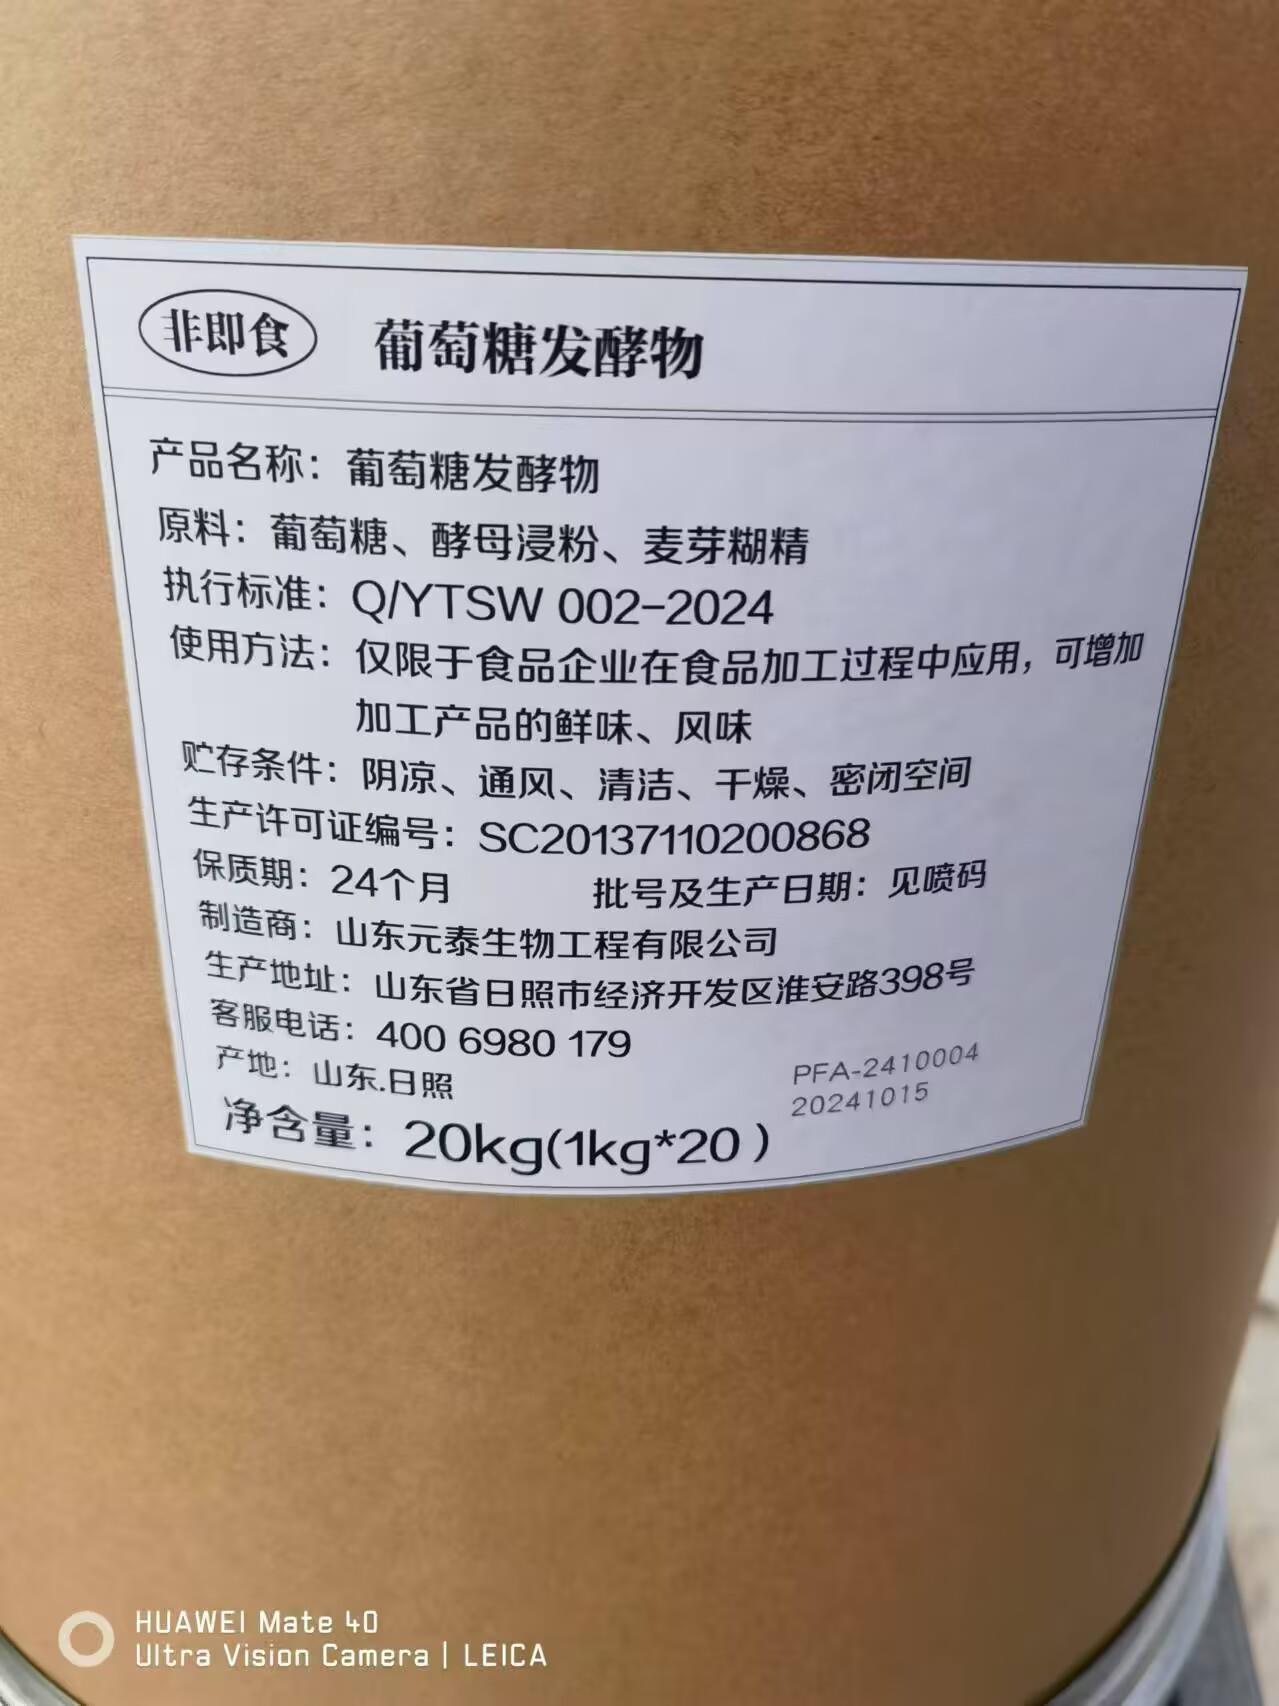 非即食 葡萄糖发酵物
产品名称：葡萄糖发酵物
原料：葡萄糖、酵母浸粉、麦芽糊精
执行标准：Q/YTSW 002-2024
使用方法：仅限于食品企业在食品加工过程中应用，可增加
加工产品的鲜味、风味
贮存条件：阴凉、通风、清洁、干燥、密闭空间
生产许可证编号：SC20137110200868
保质期：24个月 批号及生产日期：见喷码
制造商：山东元泰生物工程有限公司
生产地址：山东省日照市经济开发区淮安路398号
客服电话：400 6980 179
产地：山东.日照
PFA-2410004
20241015
净含量：20kg(1kg*20)
HUAWEI Mate 40
Ultra Vision Camera | LEICA